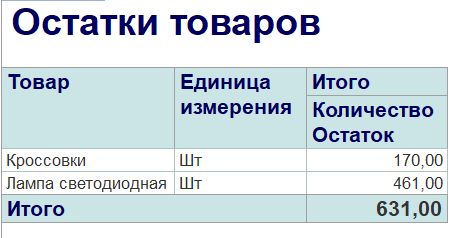 Остатки товаров
Товар Единица измерения Итого
Количество Остаток
Кроссовки Шт 170,00
Лампа светодиодная Шт 461,00
Итого 631,00